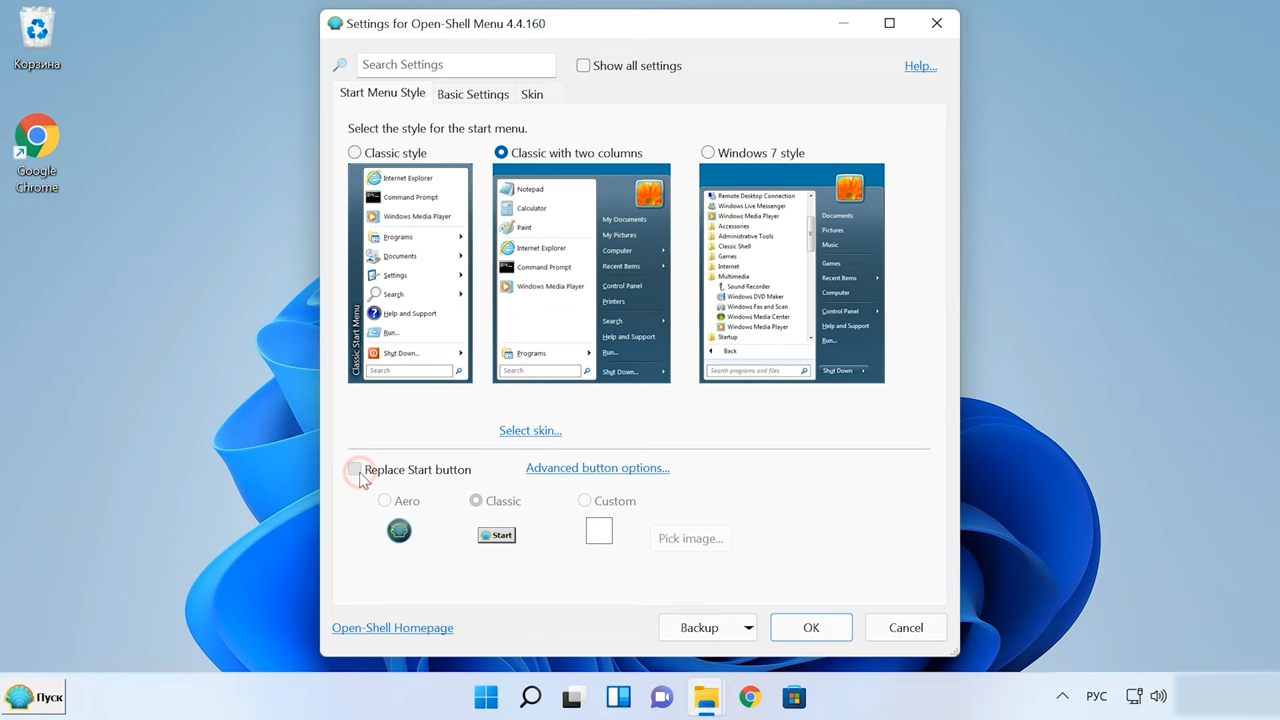 Корзина
Google
Chrome
Settings for Open-Shell Menu 4.4.160
Search Settings
Show all settings
Help...
Start Menu Style
Basic Settings
Skin
Select the style for the start menu.
Classic style
Classic with two columns
Windows 7 style
Internet Explorer
Command Prompt
Windows Media Player
Programs
Documents
Settings
Search
Help and Support
Run...
Shut Down...
Search
Classic Start Menu
Notepad
Calculator
Paint
Internet Explorer
Command Prompt
Windows Media Player
Programs
Search
My Documents
My Pictures
Computer
Recent Items
Control Panel
Printers
Search
Help and Support
Run...
Shut Down...
Remote Desktop Connection
Windows Live Messenger
Windows Media Player
Accessories
Administrative Tools
Classic Shell
Games
Internet
Multimedia
Sound Recorder
Windows DVD Maker
Windows Fax and Scan
Windows Media Center
Windows Media Player
Startup
Back
Search programs and files
Documents
Pictures
Music
Games
Recent Items
Computer
Control Panel
Help and Support
Run...
Shut Down
Select skin...
Replace Start button
Advanced button options...
Aero
Classic
Custom
Start
Pick image...
Open-Shell Homepage
Backup
OK
Cancel
Пуск
РУС